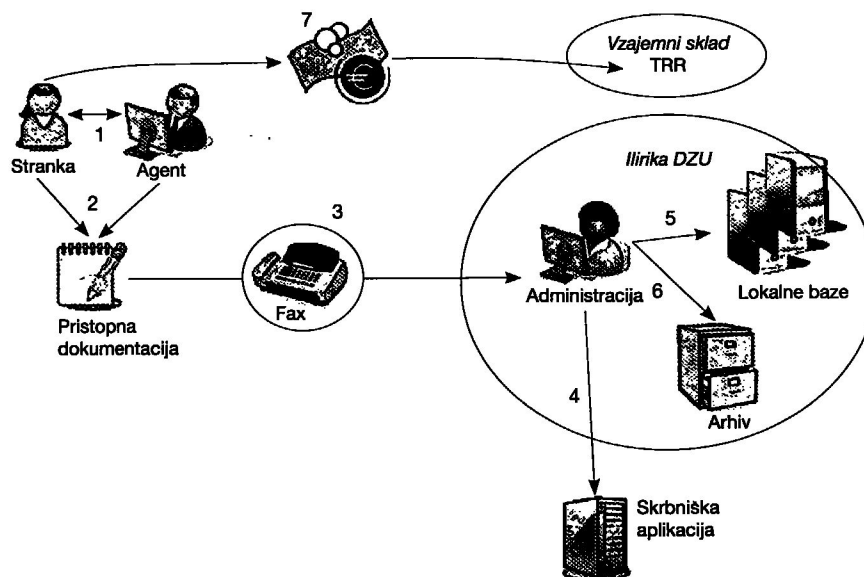 7
Vzajemni sklad
TRR
1
Stranka
Agent
Ilirika DZU
2
3
5
Fax
Administracija
6
Lokalne baze
Pristopna
dokumentacija
4
Arhiv
Skrbniška
aplikacija